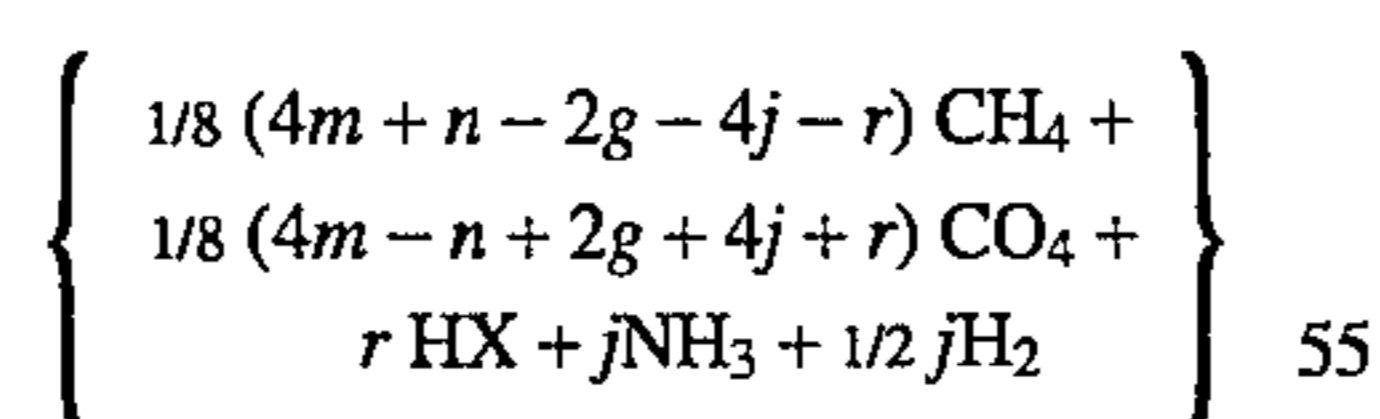 1/8 (4m + n − 2g − 4j − r) CH4 +
1/8 (4m − n + 2g + 4j + r) CO4 +
r HX + jNH3 + 1/2 jH2 55